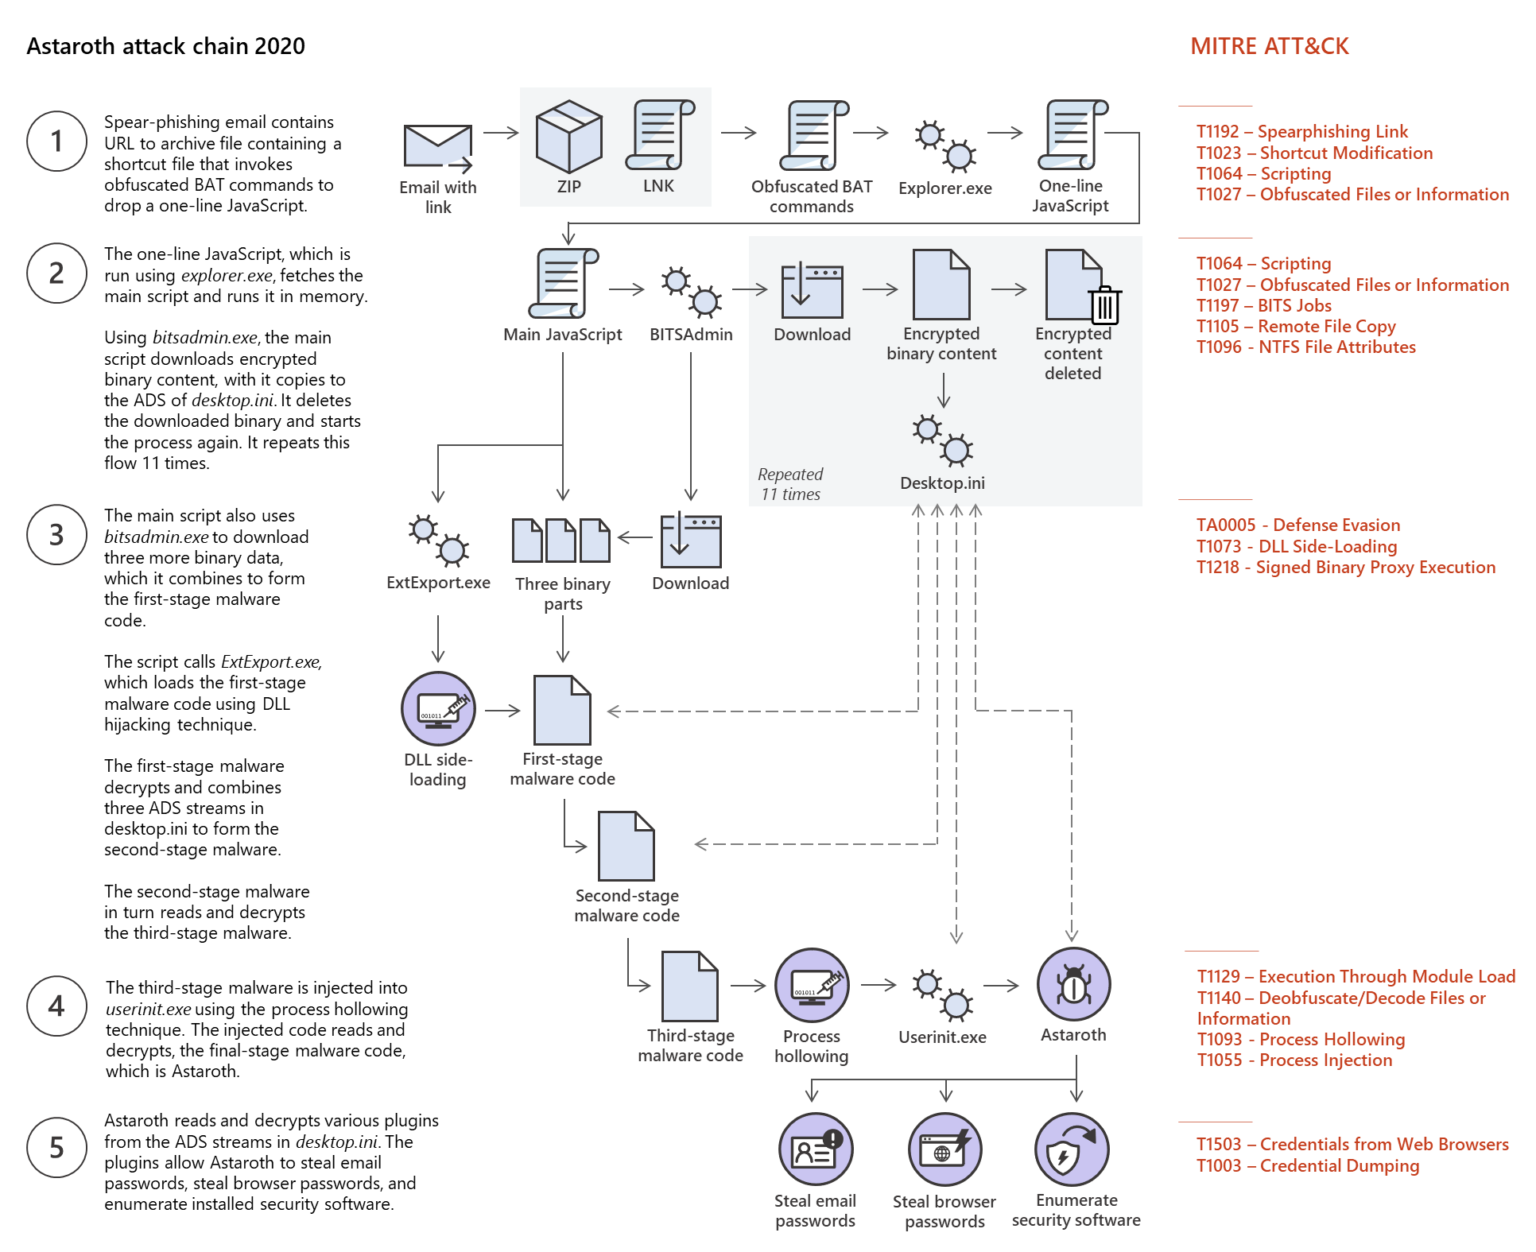 Astaroth attack chain 2020
MITRE ATT&CK
1
Spear-phishing email contains
URL to archive file containing a
shortcut file that invokes
obfuscated BAT commands to
drop a one-line JavaScript.
Email with
link
ZIP
LNK
Obfuscated BAT
commands
Explorer.exe
One-line
JavaScript
T1192 – Spearphishing Link
T1023 – Shortcut Modification
T1064 – Scripting
T1027 – Obfuscated Files or Information
2
The one-line JavaScript, which is
run using explorer.exe, fetches the
main script and runs it in memory.
Using bitsadmin.exe, the main
script downloads encrypted
binary content, with it copies to
the ADS of desktop.ini. It deletes
the downloaded binary and starts
the process again. It repeats this
flow 11 times.
Main JavaScript
BITSAdmin
Download
Encrypted
binary content
Encrypted
content
deleted
Desktop.ini
Repeated
11 times
T1064 – Scripting
T1027 – Obfuscated Files or Information
T1197 – BITS Jobs
T1105 – Remote File Copy
T1096 - NTFS File Attributes
3
The main script also uses
bitsadmin.exe to download
three more binary data,
which it combines to form
the first-stage malware
code.
The script calls ExtExport.exe,
which loads the first-stage
malware code using DLL
hijacking technique.
The first-stage malware
decrypts and combines
three ADS streams in
desktop.ini to form the
second-stage malware.
The second-stage malware
in turn reads and decrypts
the third-stage malware.
ExtExport.exe
Three binary
parts
Download
001011
DLL side-
loading
First-stage
malware code
Second-stage
malware code
TA0005 - Defense Evasion
T1073 - DLL Side-Loading
T1218 - Signed Binary Proxy Execution
4
The third-stage malware is injected into
userinit.exe using the process hollowing
technique. The injected code reads and
decrypts, the final-stage malware code,
which is Astaroth.
Third-stage
malware code
001011
Process
hollowing
Userinit.exe
Astaroth
T1129 – Execution Through Module Load
T1140 – Deobfuscate/Decode Files or
Information
T1093 - Process Hollowing
T1055 - Process Injection
5
Astaroth reads and decrypts various plugins
from the ADS streams in desktop.ini. The
plugins allow Astaroth to steal email
passwords, steal browser passwords, and
enumerate installed security software.
Steal email
passwords
Steal browser
passwords
Enumerate
security software
T1503 – Credentials from Web Browsers
T1003 – Credential Dumping